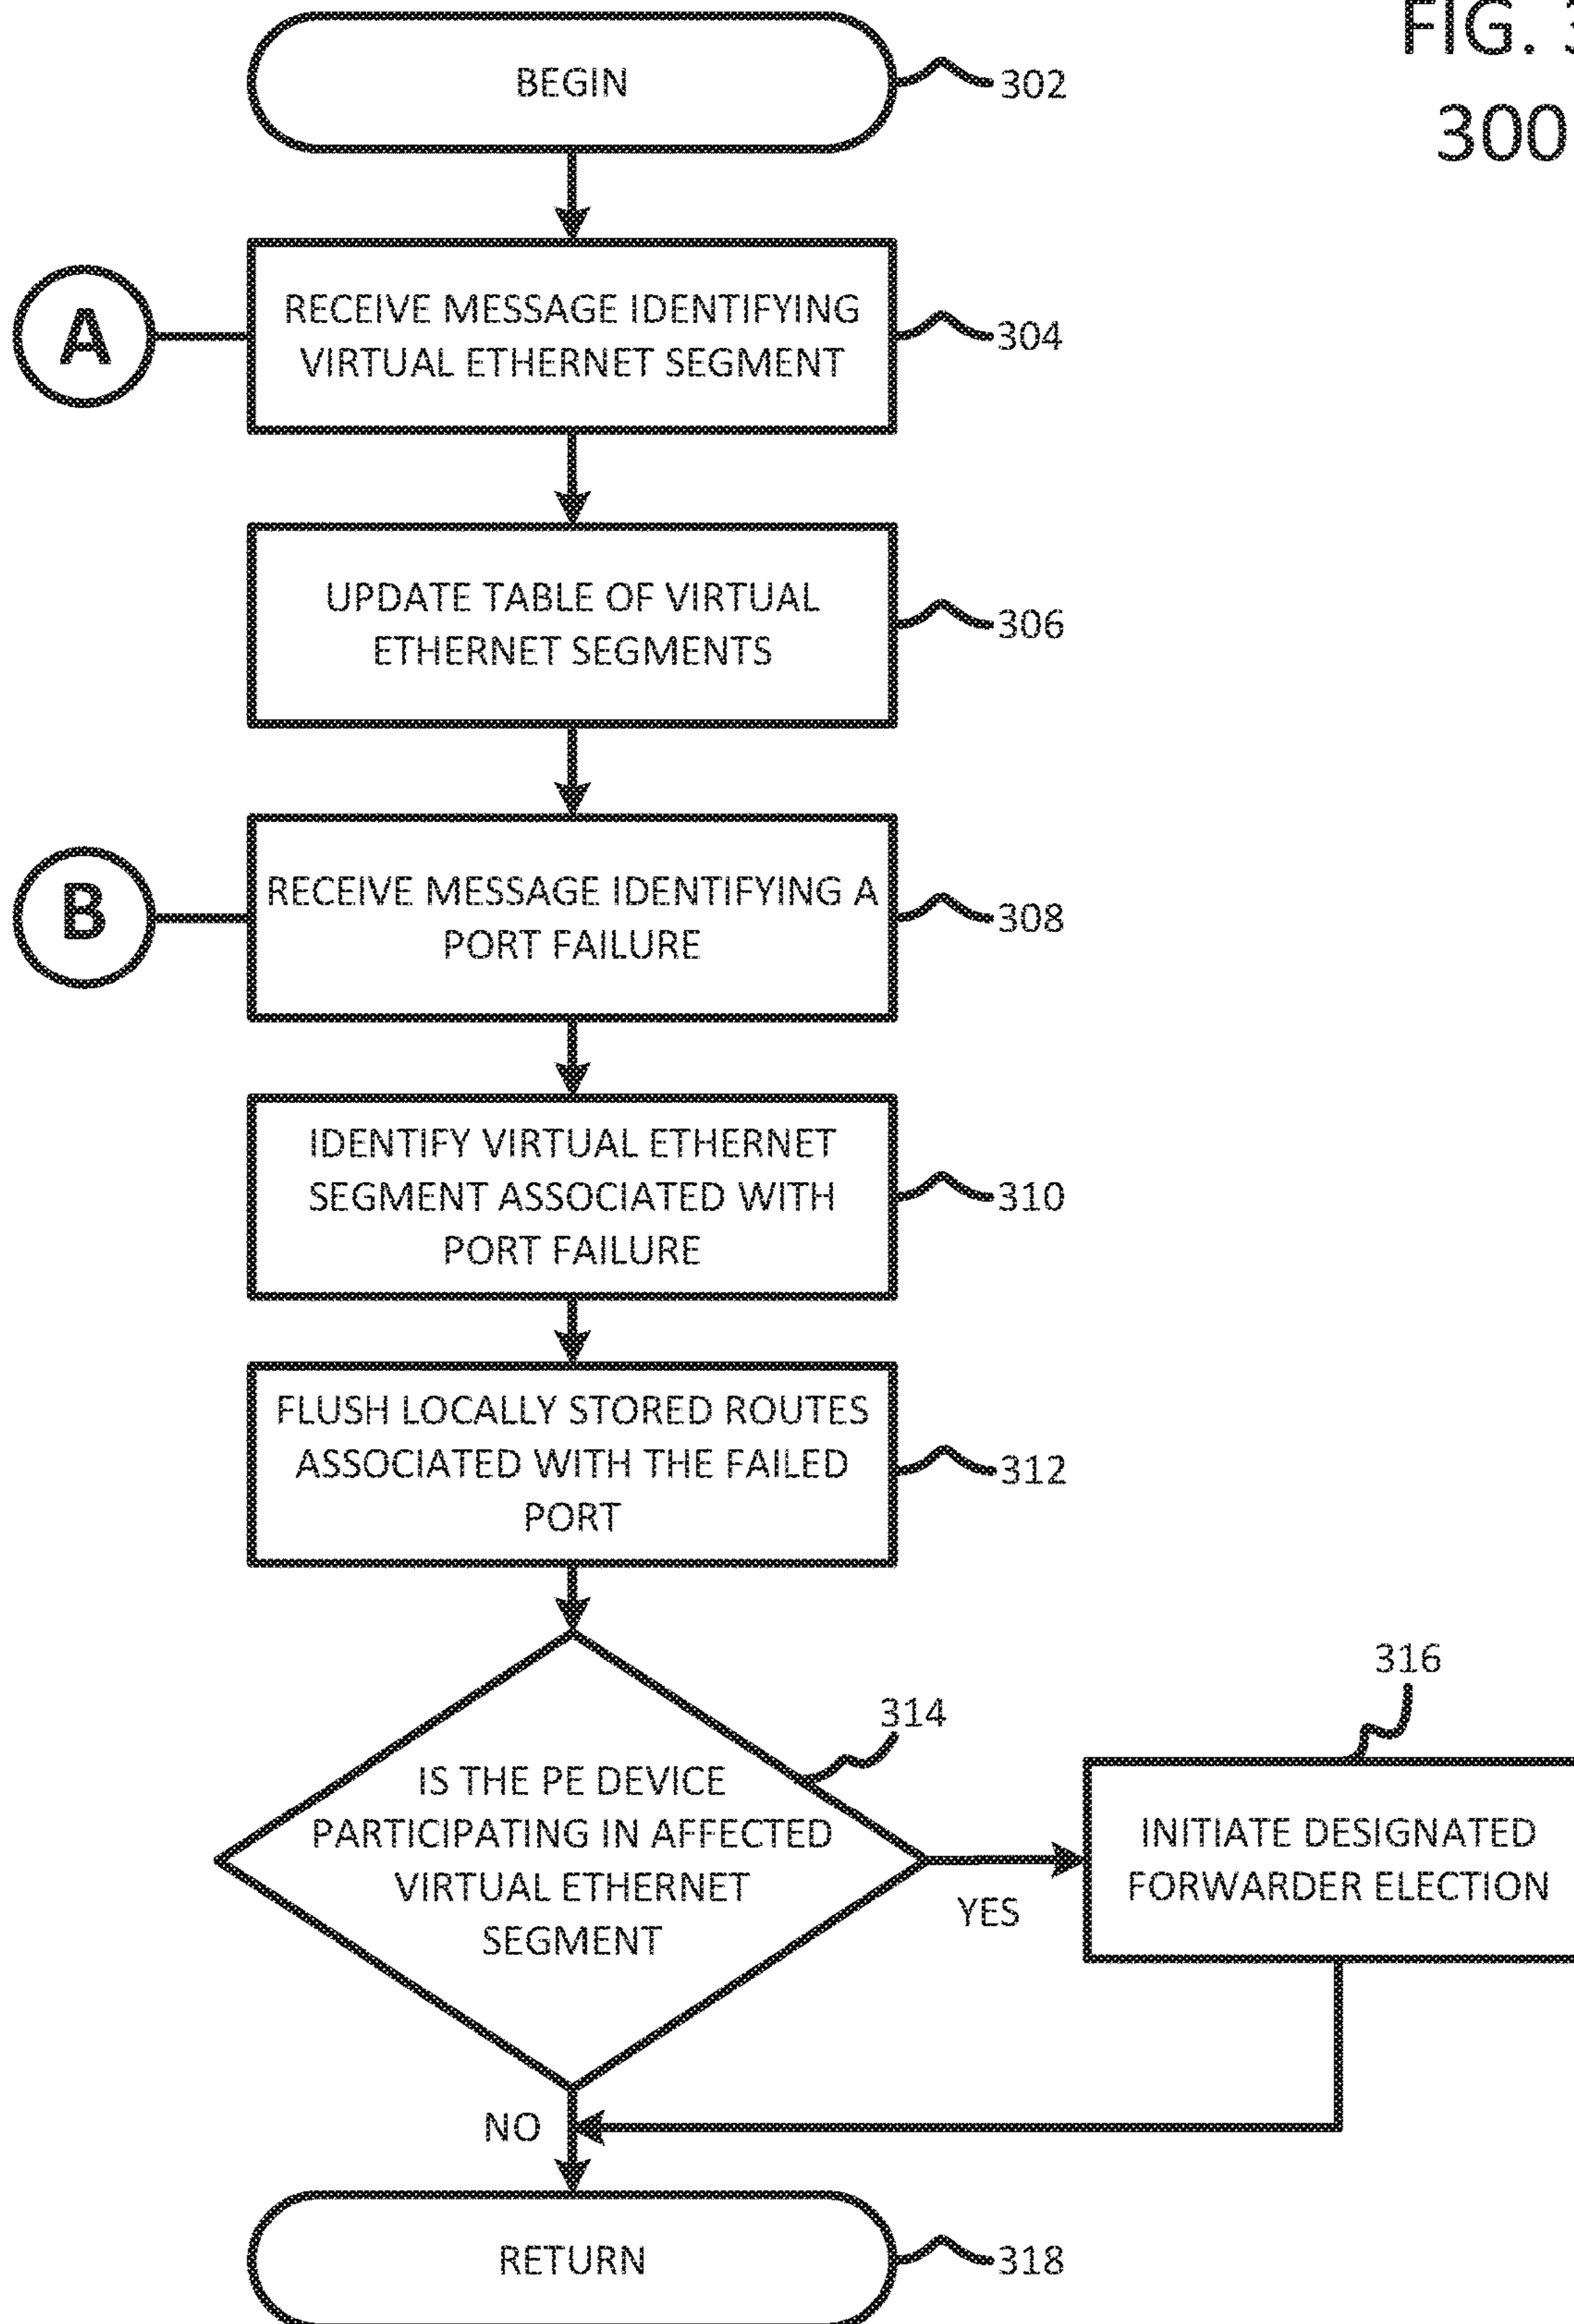 FIG. 3
300
BEGIN
302
A
RECEIVE MESSAGE IDENTIFYING
VIRTUAL ETHERNET SEGMENT
304
UPDATE TABLE OF VIRTUAL
ETHERNET SEGMENTS
306
B
RECEIVE MESSAGE IDENTIFYING A
PORT FAILURE
308
IDENTIFY VIRTUAL ETHERNET
SEGMENT ASSOCIATED WITH
PORT FAILURE
310
FLUSH LOCALLY STORED ROUTES
ASSOCIATED WITH THE FAILED
PORT
312
314
IS THE PE DEVICE
PARTICIPATING IN AFFECTED
VIRTUAL ETHERNET
SEGMENT
YES
316
INITIATE DESIGNATED
FORWARDER ELECTION
NO
RETURN
318